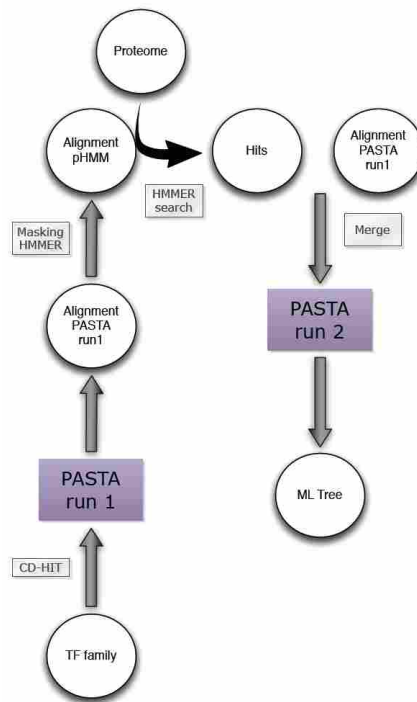 Proteome
Alignment
pHMM
Hits
Alignment
PASTA
run1
HMMER
search
Masking
HMMER
Merge
Alignment
PASTA
run1
PASTA
run 2
PASTA
run 1
ML Tree
CD-HIT
TF family